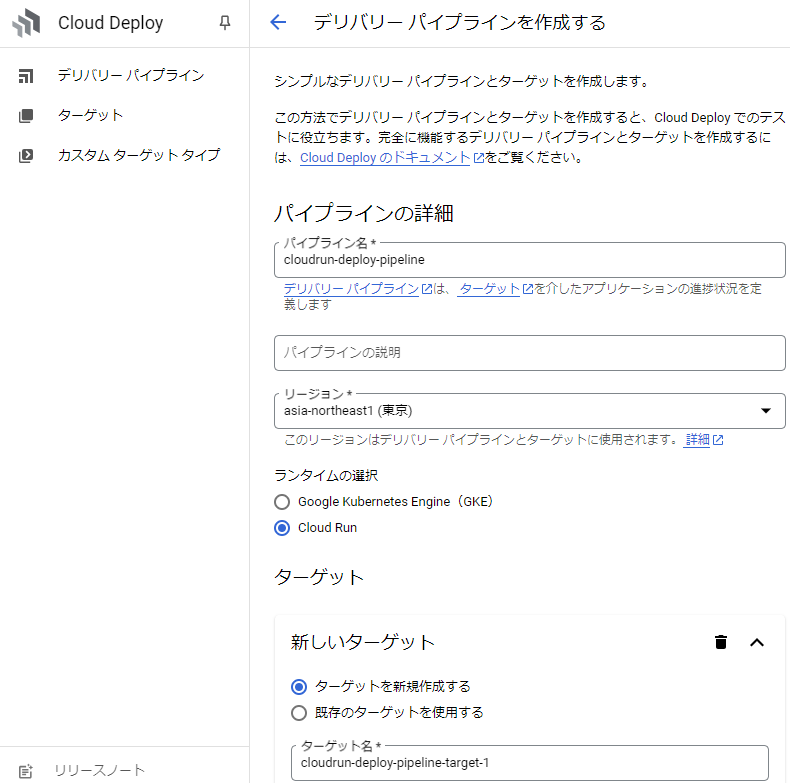 Cloud Deploy
デリバリー パイプライン
ターゲット
カスタム ターゲット タイプ
リリースノート
デリバリー パイプラインを作成する
シンプルなデリバリー パイプラインとターゲットを作成します。
この方法でデリバリー パイプラインとターゲットを作成すると、Cloud Deploy でのテス
トに役立ちます。完全に機能するデリバリー パイプラインとターゲットを作成するに
は、Cloud Deploy のドキュメントをご覧ください。
パイプラインの詳細
パイプライン名 *
cloudrun-deploy-pipeline
デリバリー パイプラインは、ターゲットを介したアプリケーションの進捗状況を定
義します
パイプラインの説明
リージョン *
asia-northeast1 (東京)
このリージョンはデリバリー パイプラインとターゲットに使用されます。詳細
ランタイムの選択
Google Kubernetes Engine（GKE）
Cloud Run
ターゲット
新しいターゲット
ターゲットを新規作成する
既存のターゲットを使用する
ターゲット名 *
cloudrun-deploy-pipeline-target-1